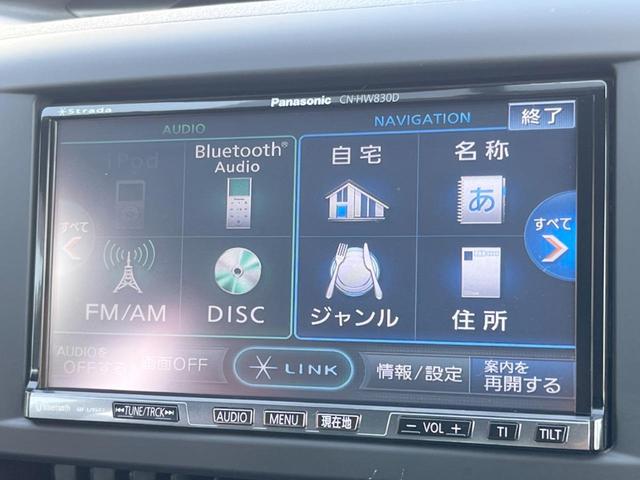 Strada
Panasonic CN-HW830D
AUDIO
NAVIGATION
終了
iPod
Bluetooth® Audio
自宅
名称
すべて
あ
すべて
FM/AM
DISC
ジャンル
住所
AUDIOを OFFする
画面OFF
LINK
情報/設定
案内を 再開する
Bluetooth
TUNE/TRCK
AUDIO
MENU
現在地
− VOL +
TI
TILT